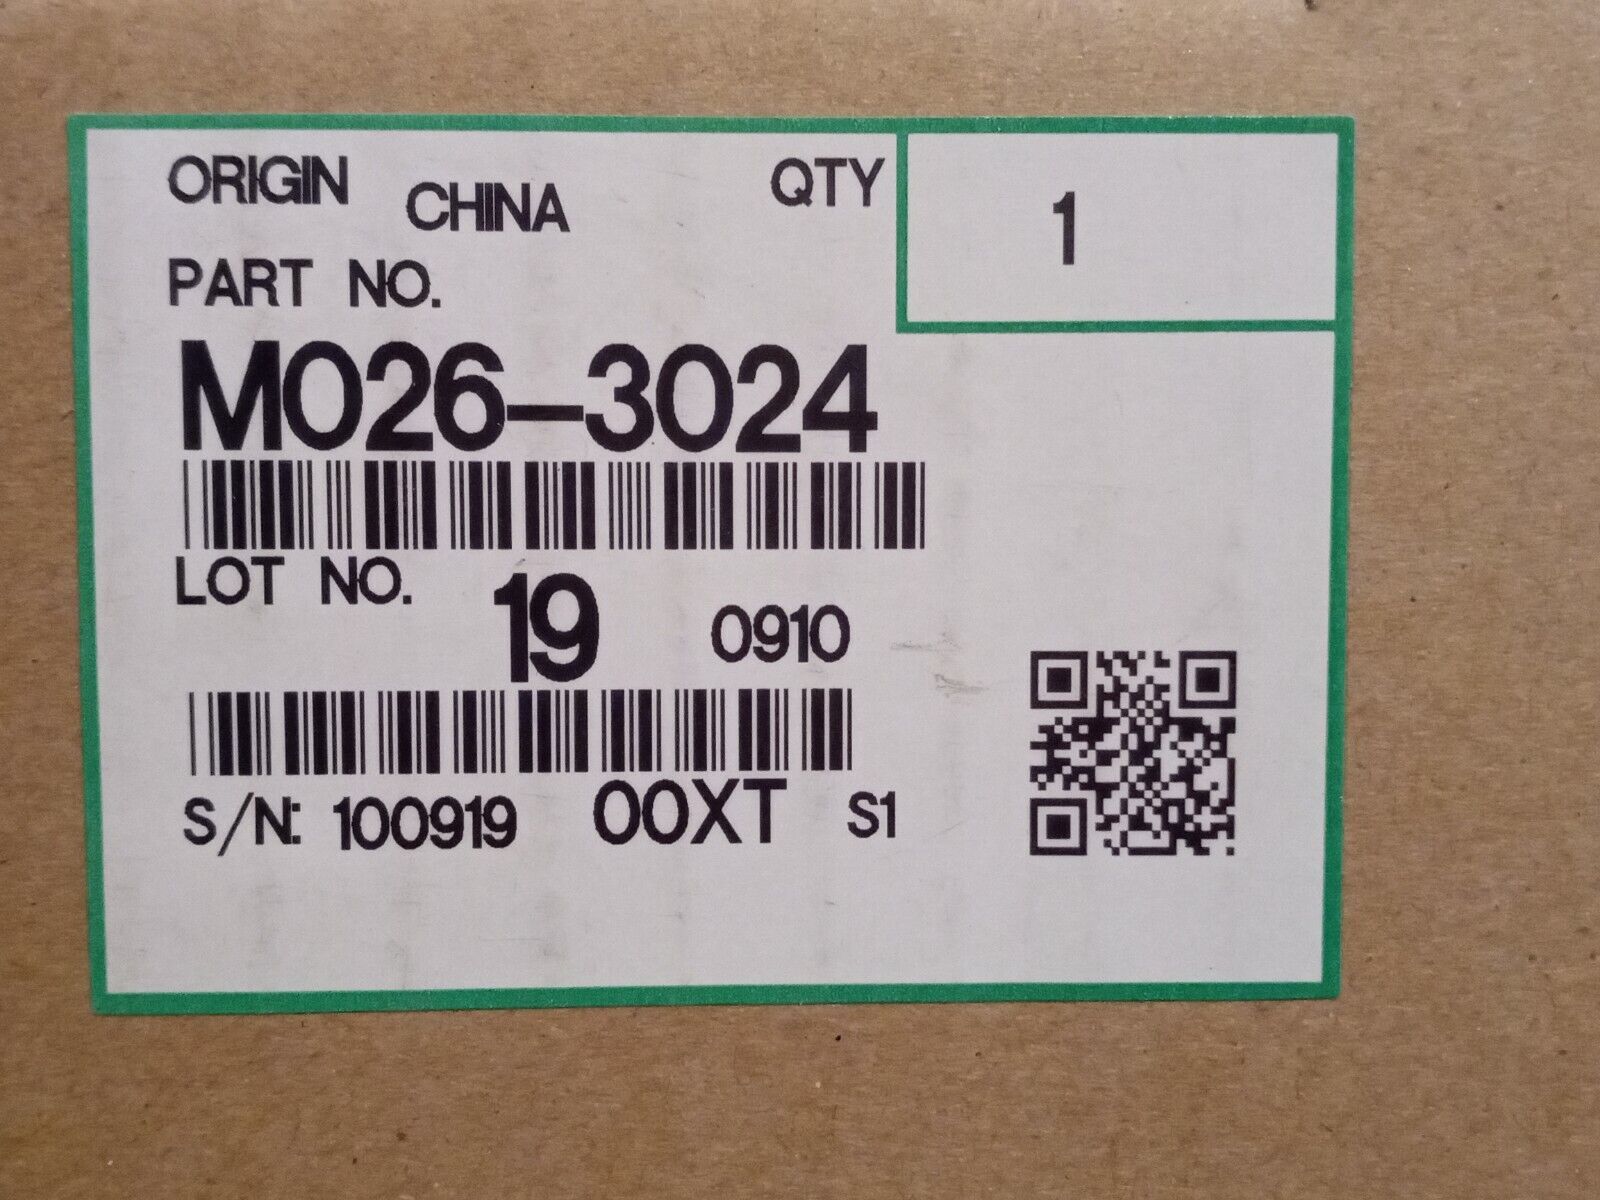 ORIGIN CHINA QTY 1
PART NO.
M026-3024
LOT NO. 19 0910
S/N: 100919 00XT S1